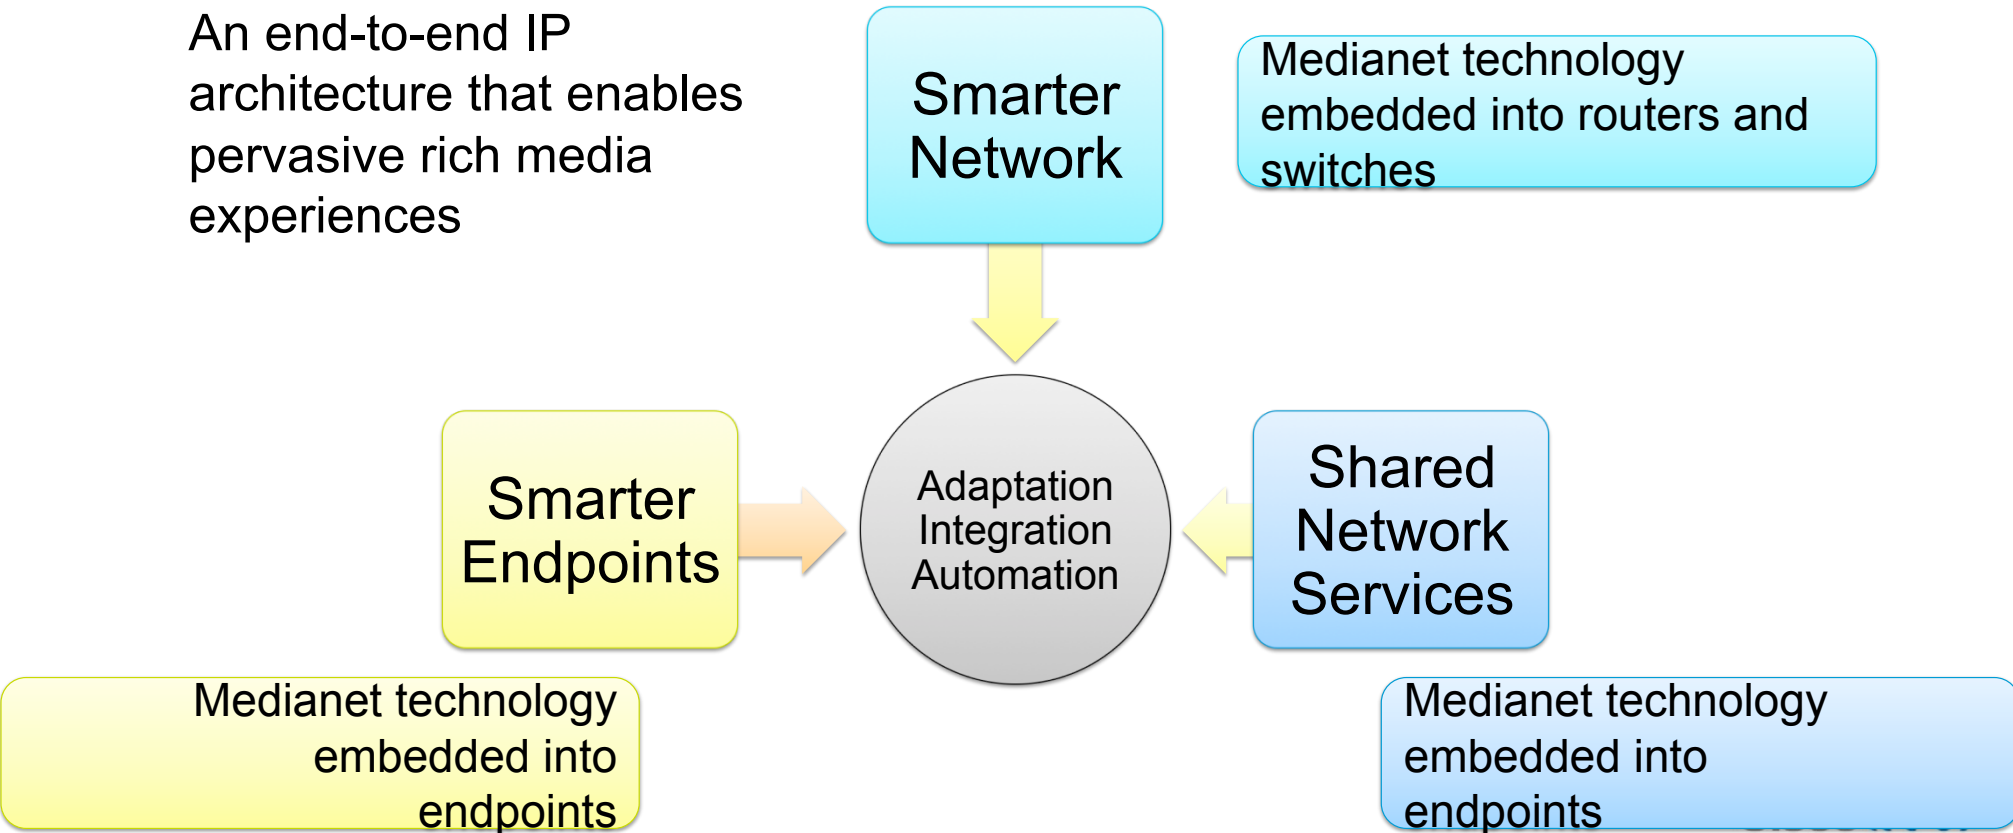 An end-to-end IP
architecture that enables
pervasive rich media
experiences
Smarter
Network
Medianet technology
embedded into routers and
switches
Smarter
Endpoints
Adaptation
Integration
Automation
Shared
Network
Services
Medianet technology
embedded into
endpoints
Medianet technology
embedded into
endpoints